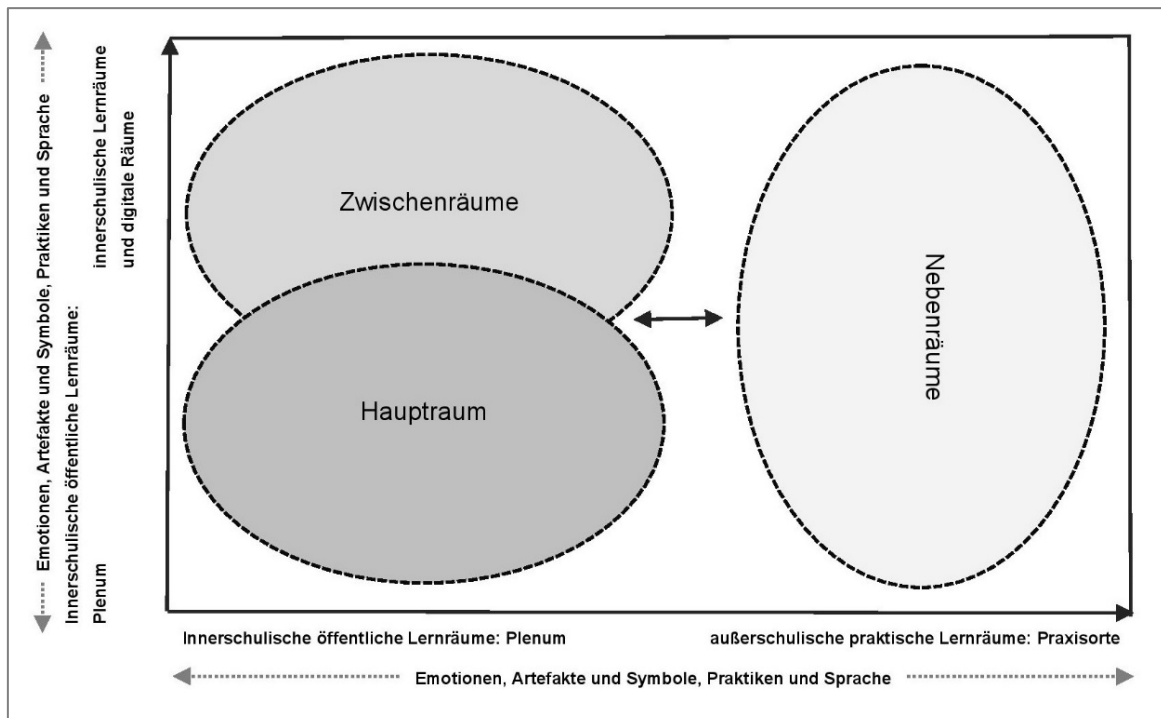 Emotionen, Artefakte und Symbole, Praktiken und Sprache
innerschulische Lernräume
und digitale Räume
Innerschulische öffentliche Lernräume:
Plenum
Zwischenräume
Hauptraum
Nebenräume
Innerschulische öffentliche Lernräume: Plenum
außerschulische praktische Lernräume: Praxisorte
Emotionen, Artefakte und Symbole, Praktiken und Sprache